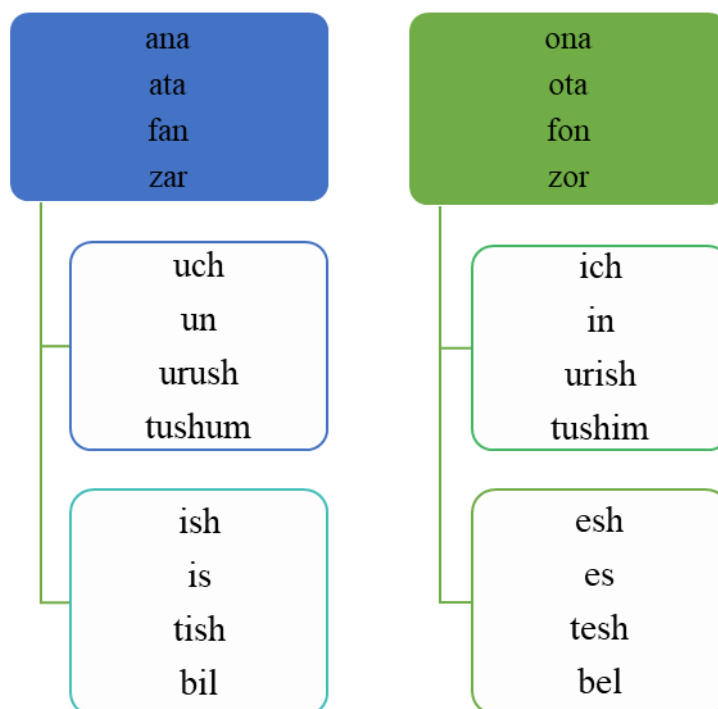 ana
ata
fan
zar
uch
un
urush
tushum
ish
is
tish
bil
ona
ota
fon
zor
ich
in
urish
tushim
esh
es
tesh
bel